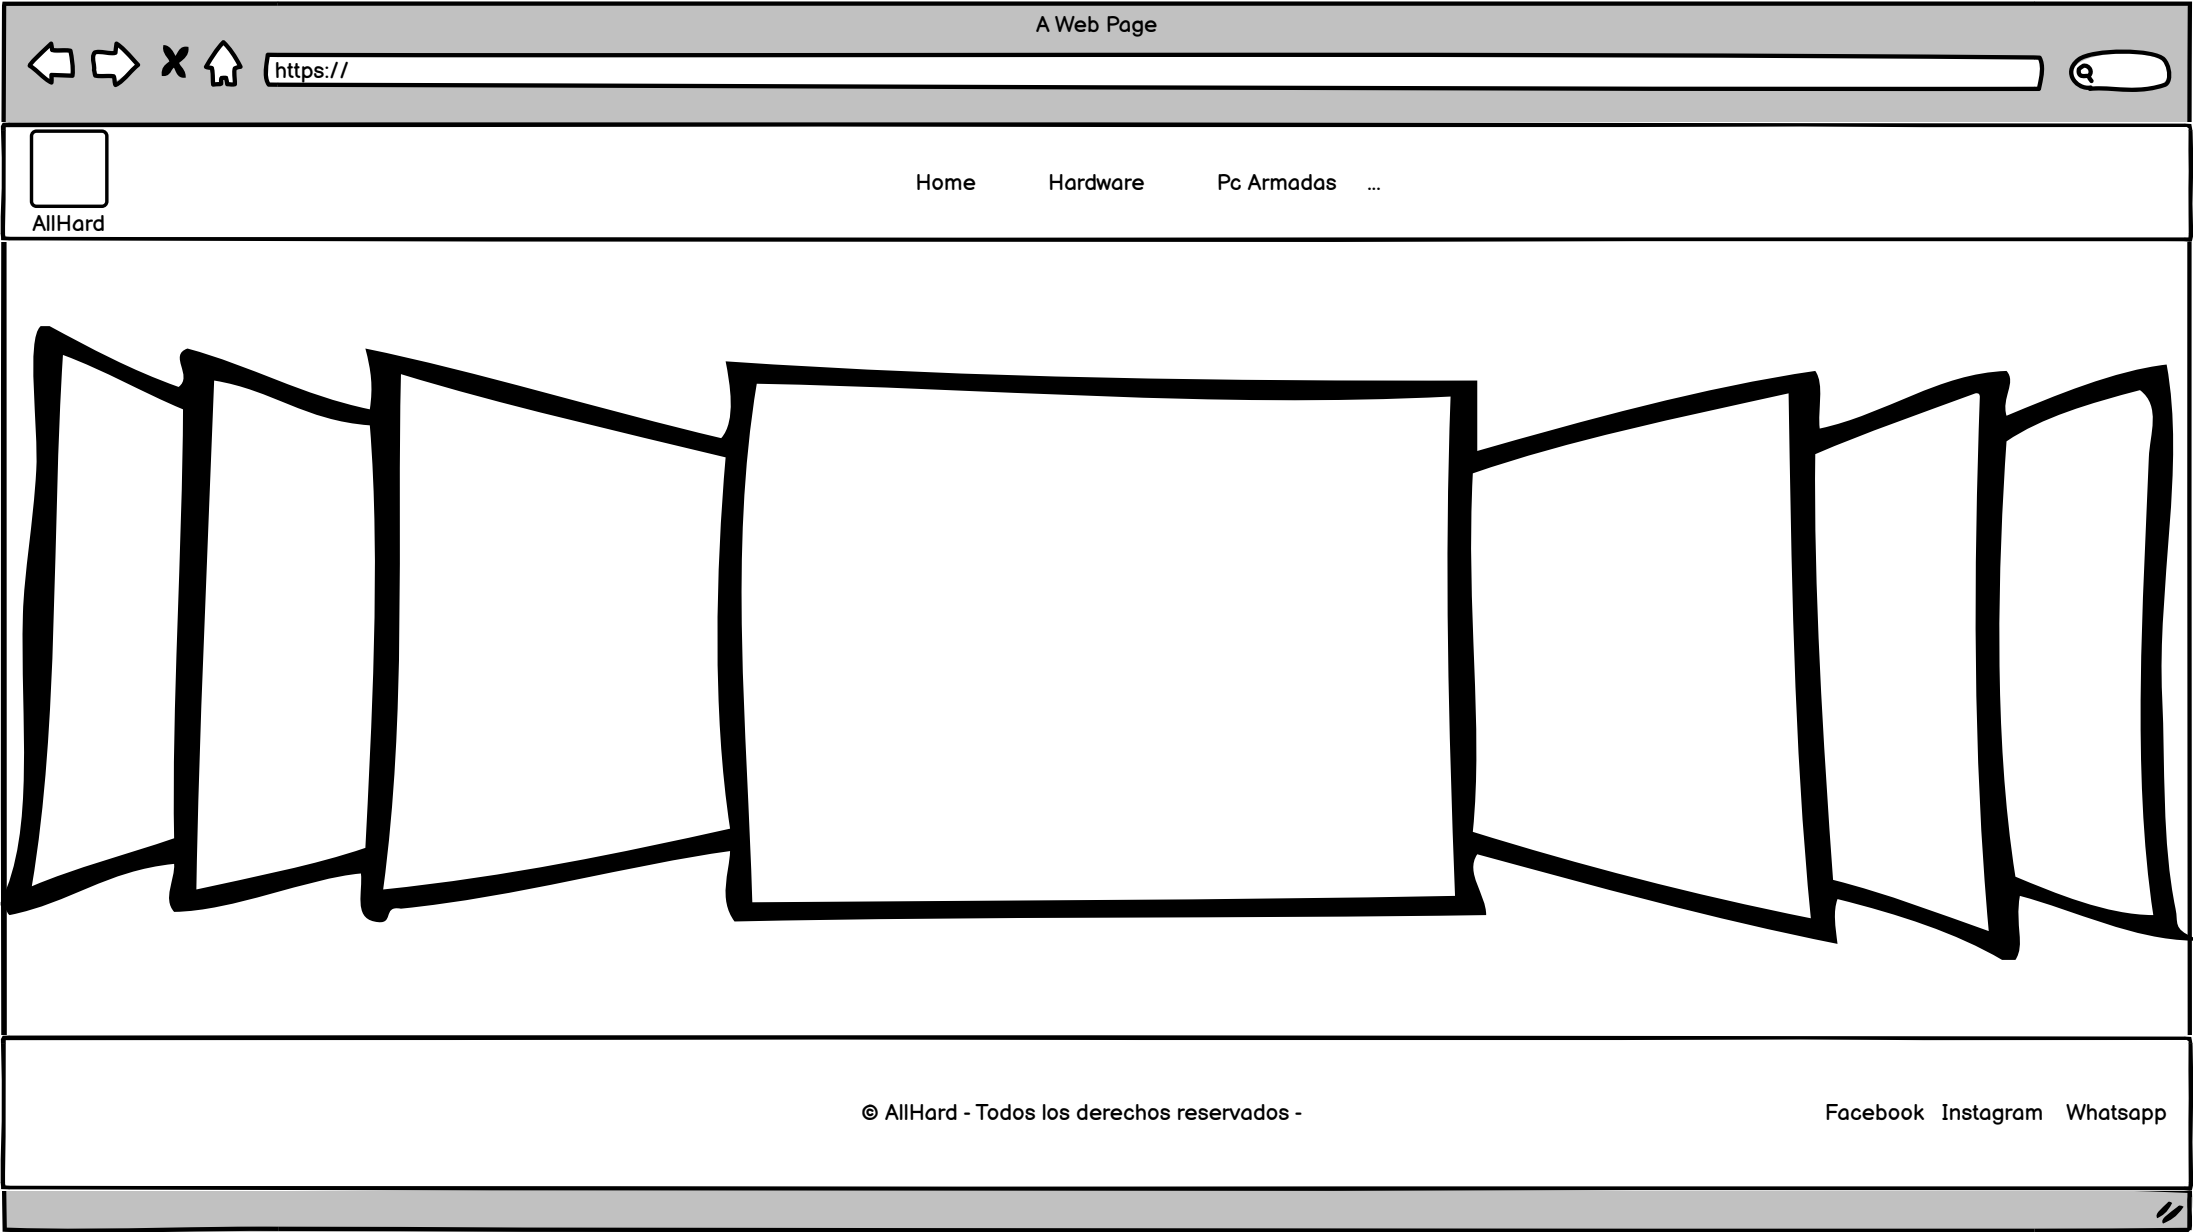 A Web Page
https://
AllHard
Home Hardware Pc Armadas ...
© AllHard - Todos los derechos reservados -
Facebook Instagram Whatsapp